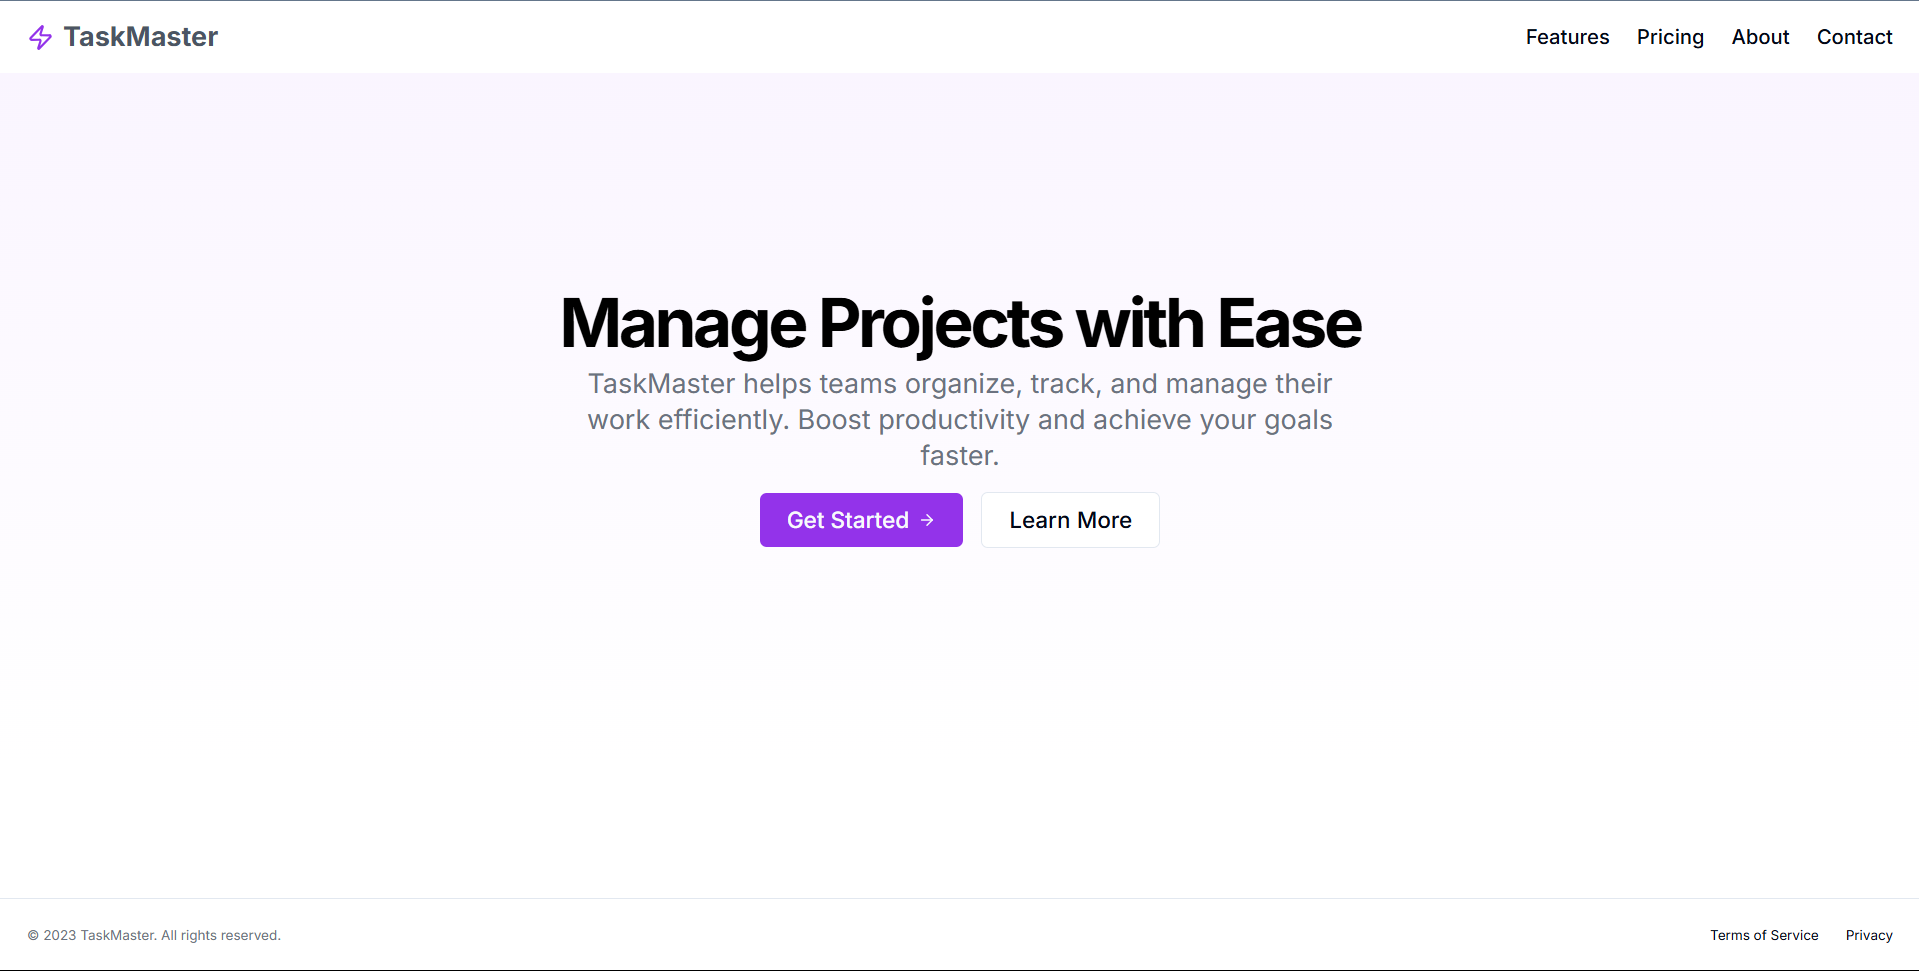 TaskMaster
Features Pricing About Contact
Manage Projects with Ease
TaskMaster helps teams organize, track, and manage their
work efficiently. Boost productivity and achieve your goals
faster.
Get Started → Learn More
© 2023 TaskMaster. All rights reserved.
Terms of Service Privacy